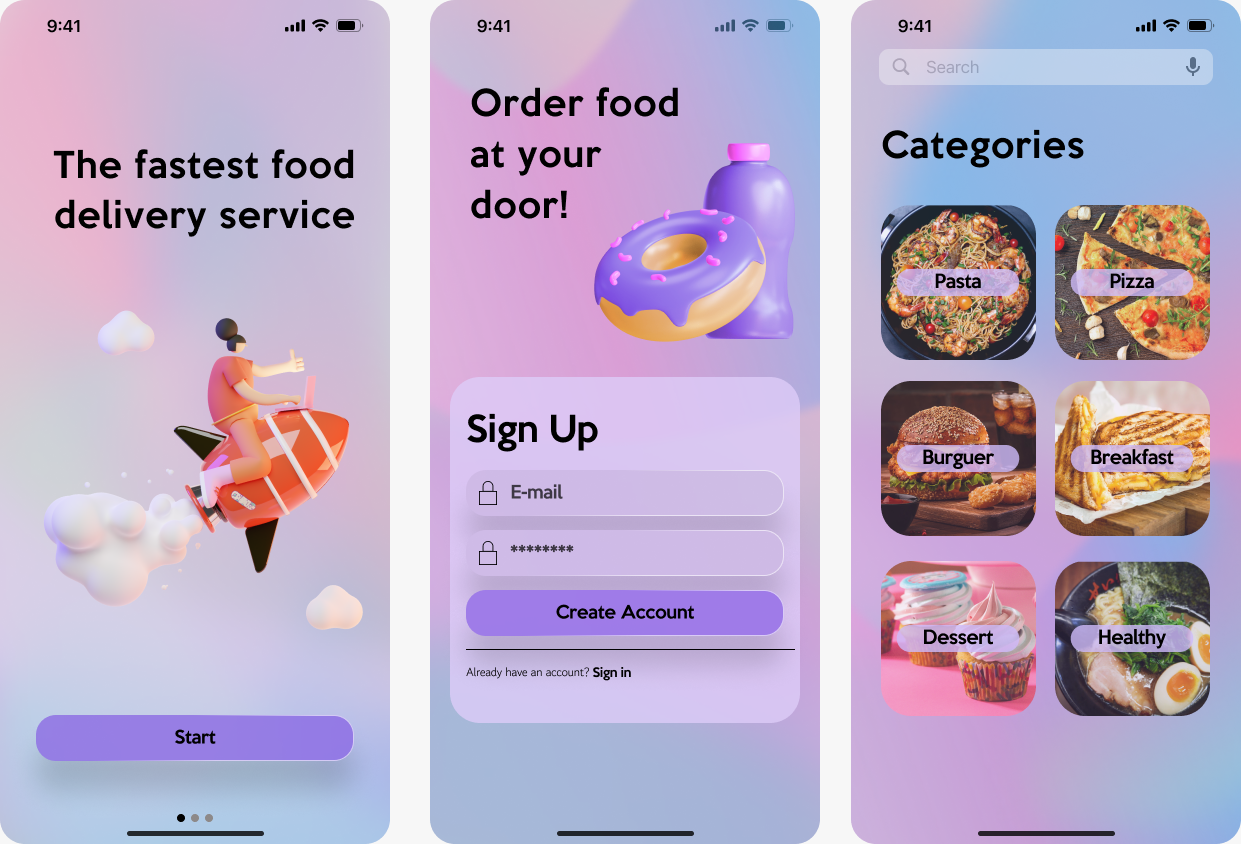 9:41
The fastest food
delivery service
Start
9:41
Order food
at your
door!
Sign Up
E-mail
********
Create Account
Already have an account? Sign in
9:41
Search
Categories
Pasta
Pizza
Burguer
Breakfast
Dessert
Healthy